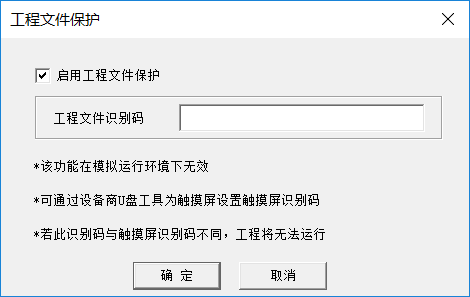 工程文件保护
启用工程文件保护
工程文件识别码
*该功能在模拟运行环境下无效
*可通过设备商U盘工具为触摸屏设置触摸屏识别码
*若此识别码与触摸屏识别码不同，工程将无法运行
确 定
取消